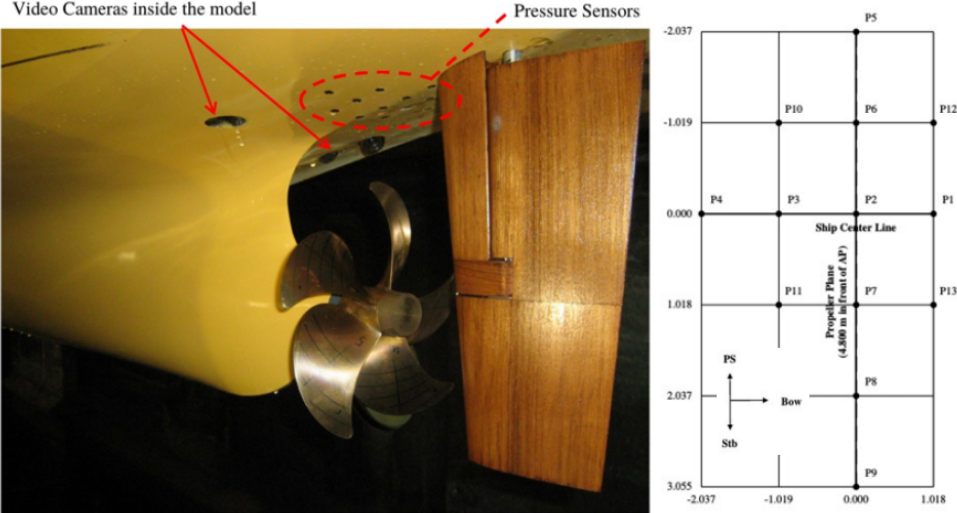 Video Cameras inside the model
Pressure Sensors
P5
-2.037
P10
P6
P12
-1.019
P4
P3
P2
P1
0.000
Ship Center Line
P11
P7
P13
1.018
Propeller Plane
(4.800 m in front of AP)
PS
P8
2.037
Bow
Stb
P9
3.055
-2.037
-1.019
0.000
1.018